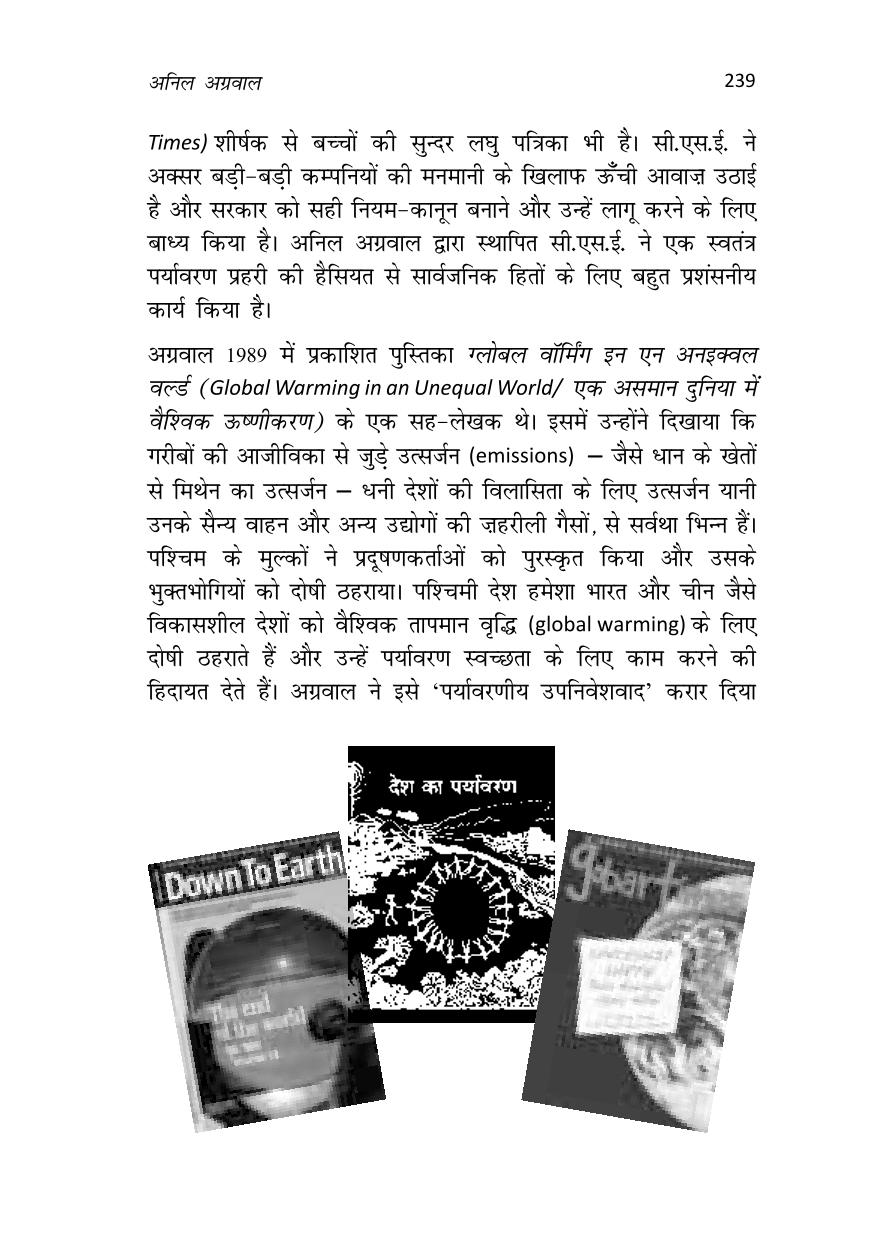 अनिल अग्रवाल 239
Times) शीर्षक से बच्चों की सुन्दर लघु पत्रिका भी है। सी.एस.ई. ने
अक्सर बड़ी-बड़ी कम्पनियों की मनमानी के खिलाफ ऊँची आवाज़ उठाई
है और सरकार को सही नियम-कानून बनाने और उन्हें लागू करने के लिए
बाध्य किया है। अनिल अग्रवाल द्वारा स्थापित सी.एस.ई. ने एक स्वतंत्र
पर्यावरण प्रहरी की हैसियत से सार्वजनिक हितों के लिए बहुत प्रशंसनीय
कार्य किया है।
अग्रवाल 1989 में प्रकाशित पुस्तिका ग्लोबल वॉर्मिंग इन एन अनइक्वल
वर्ल्ड (Global Warming in an Unequal World/ एक असमान दुनिया में
वैश्विक ऊष्णीकरण) के एक सह-लेखक थे। इसमें उन्होंने दिखाया कि
गरीबों की आजीविका से जुड़े उत्सर्जन (emissions) – जैसे धान के खेतों
से मिथेन का उत्सर्जन – धनी देशों की विलासिता के लिए उत्सर्जन यानी
उनके सैन्य वाहन और अन्य उद्योगों की ज़हरीली गैसों, से सर्वथा भिन्न हैं।
पश्चिम के मुल्कों ने प्रदूषणकर्ताओं को पुरस्कृत किया और उसके
भुक्तभोगियों को दोषी ठहराया। पश्चिमी देश हमेशा भारत और चीन जैसे
विकासशील देशों को वैश्विक तापमान वृद्धि (global warming) के लिए
दोषी ठहराते हैं और उन्हें पर्यावरण स्वच्छता के लिए काम करने की
हिदायत देते हैं। अग्रवाल ने इसे ‘पर्यावरणीय उपनिवेशवाद’ करार दिया
देश का पर्यावरण
Down To Earth
The end
of the world